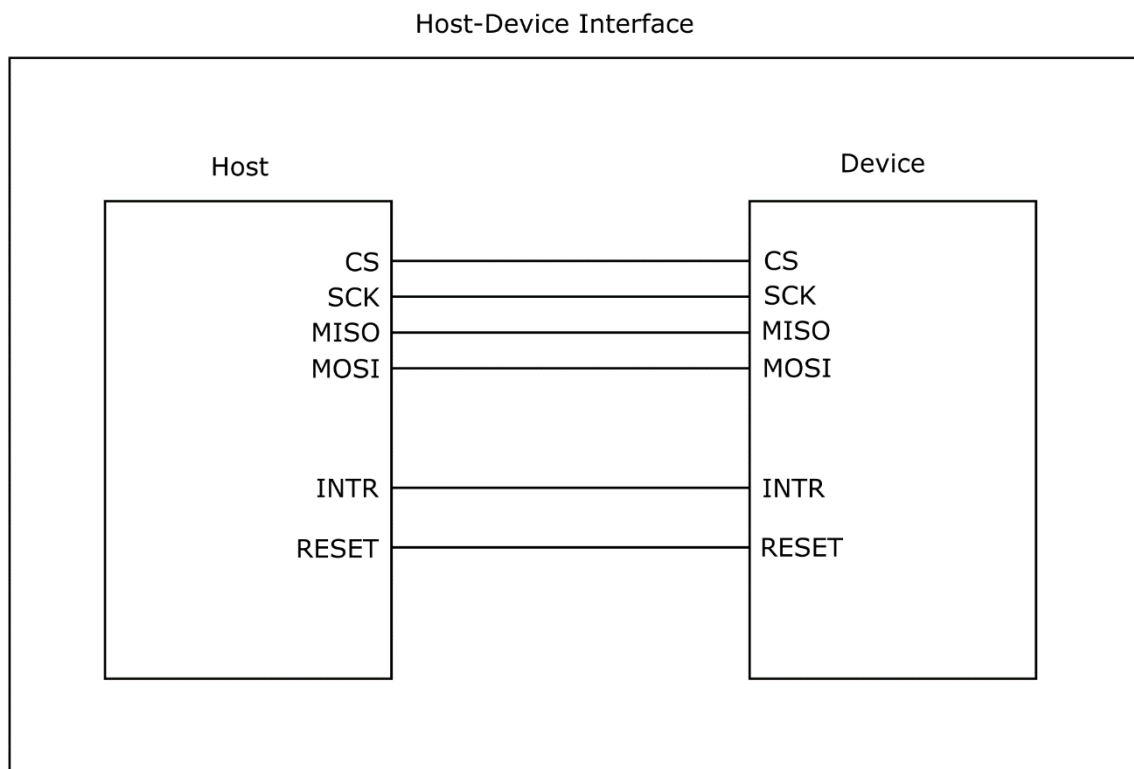 Host-Device Interface
Host
Device
CS
CS
SCK
SCK
MISO
MISO
MOSI
MOSI
INTR
INTR
RESET
RESET